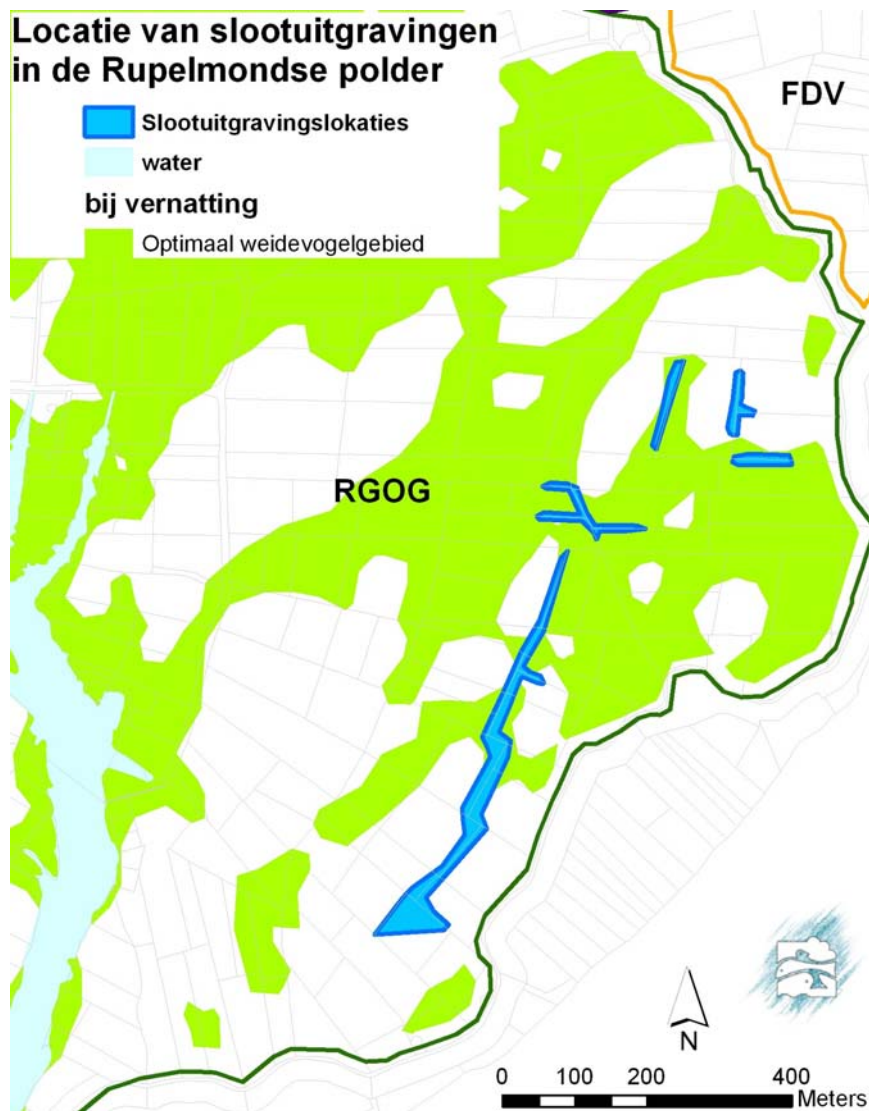 Locatie van slootuitgravingen
in de Rupelmondse polder
Slootuitgravingslokaties
water
bij vernatting
Optimaal weidevogelgebied
FDV
RGOG
N
0 100 200 400
Meters